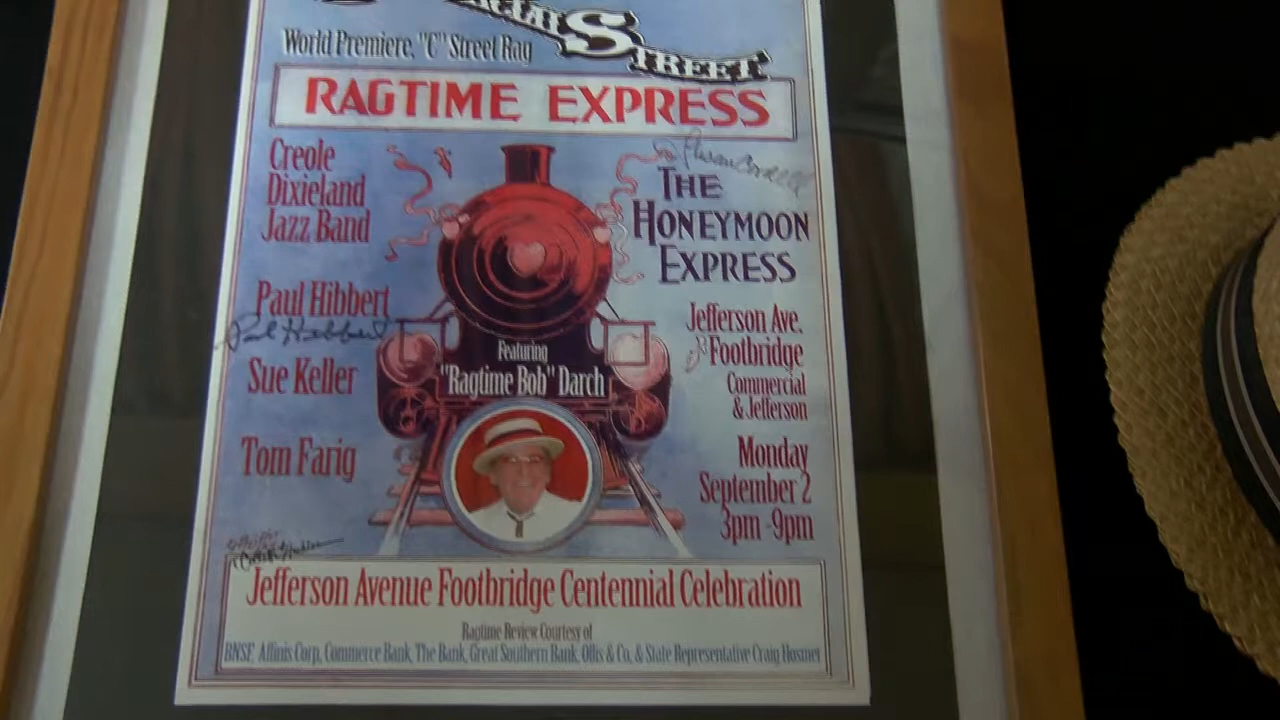 STREET
World Premiere, "C" Street Rag
RAGTIME EXPRESS
Creole
Dixieland
Jazz Band
THE
HONEYMOON
EXPRESS
Paul Hibbert
Paul Hibbert
Sue Keller
Tom Farig
Featuring
"Ragtime Bob" Darch
Jefferson Ave.
Footbridge
Commercial
& Jefferson
Monday
September 2
3pm -9pm
Jefferson Avenue Footbridge Centennial Celebration
Ragtime Review Courtesy of
BNSF, Affinis Corp, Commerce Bank, The Bank, Great Southern Bank, Ollis & Co, & State Representative Craig Hosmer